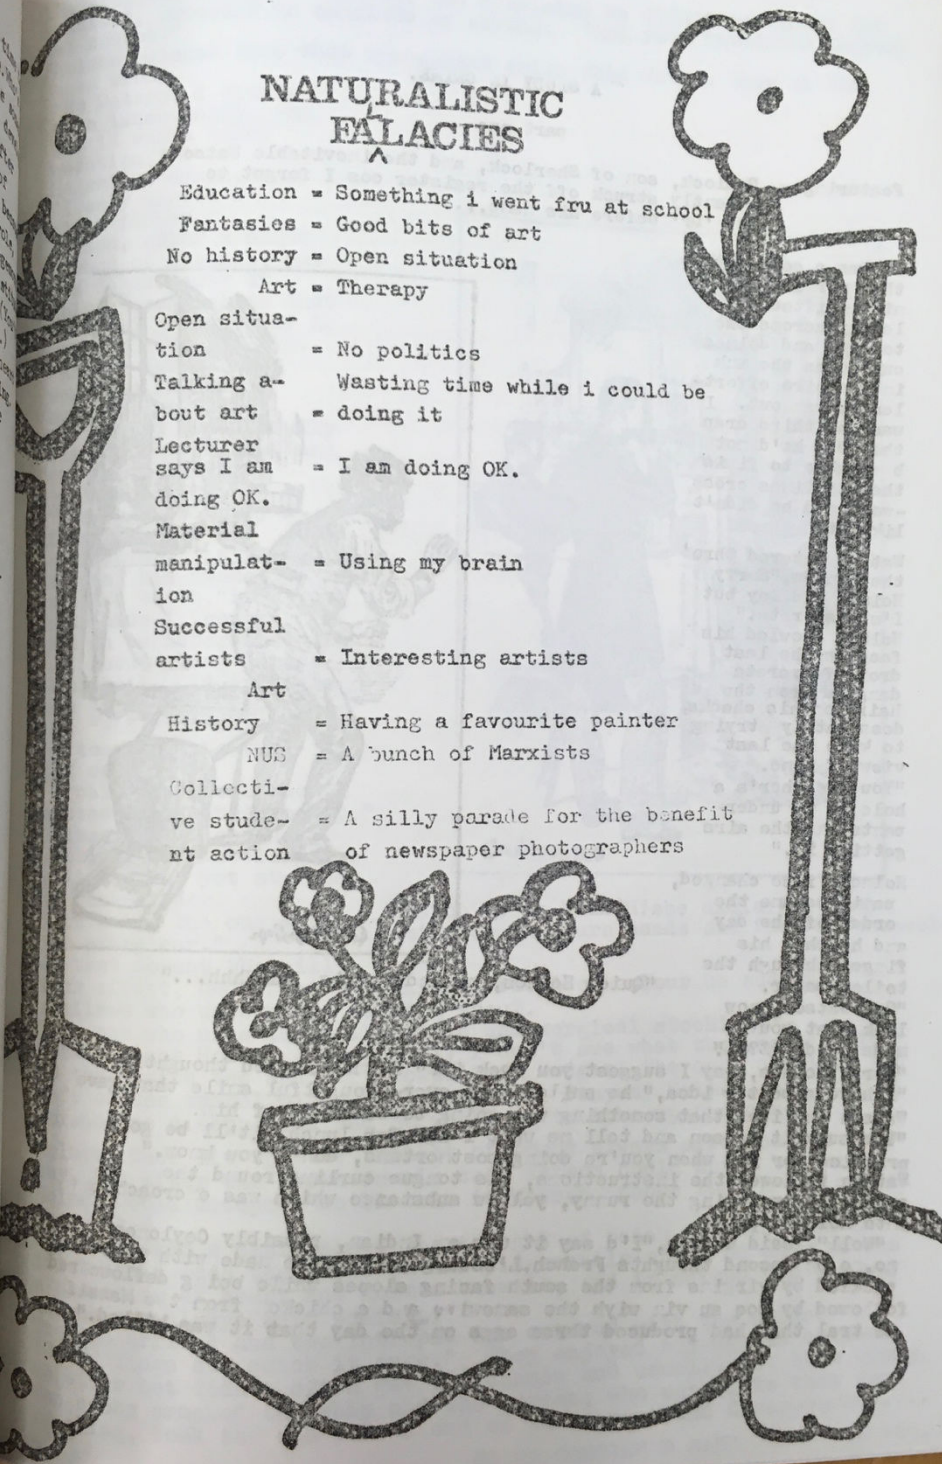 NATURALISTIC
FALLACIES
Education = Something i went fru at school
Fantasies = Good bits of art
No history = Open situation
Art = Therapy
Open situa-
tion = No politics
Talking a- Wasting time while i could be
bout art = doing it
Lecturer
says I am = I am doing OK.
doing OK.
Material
manipulat- = Using my brain
ion
Successful
artists = Interesting artists
Art
History = Having a favourite painter
NUS = A bunch of Marxists
Collecti-
ve stude- = A silly parade for the benefit
nt action of newspaper photographers